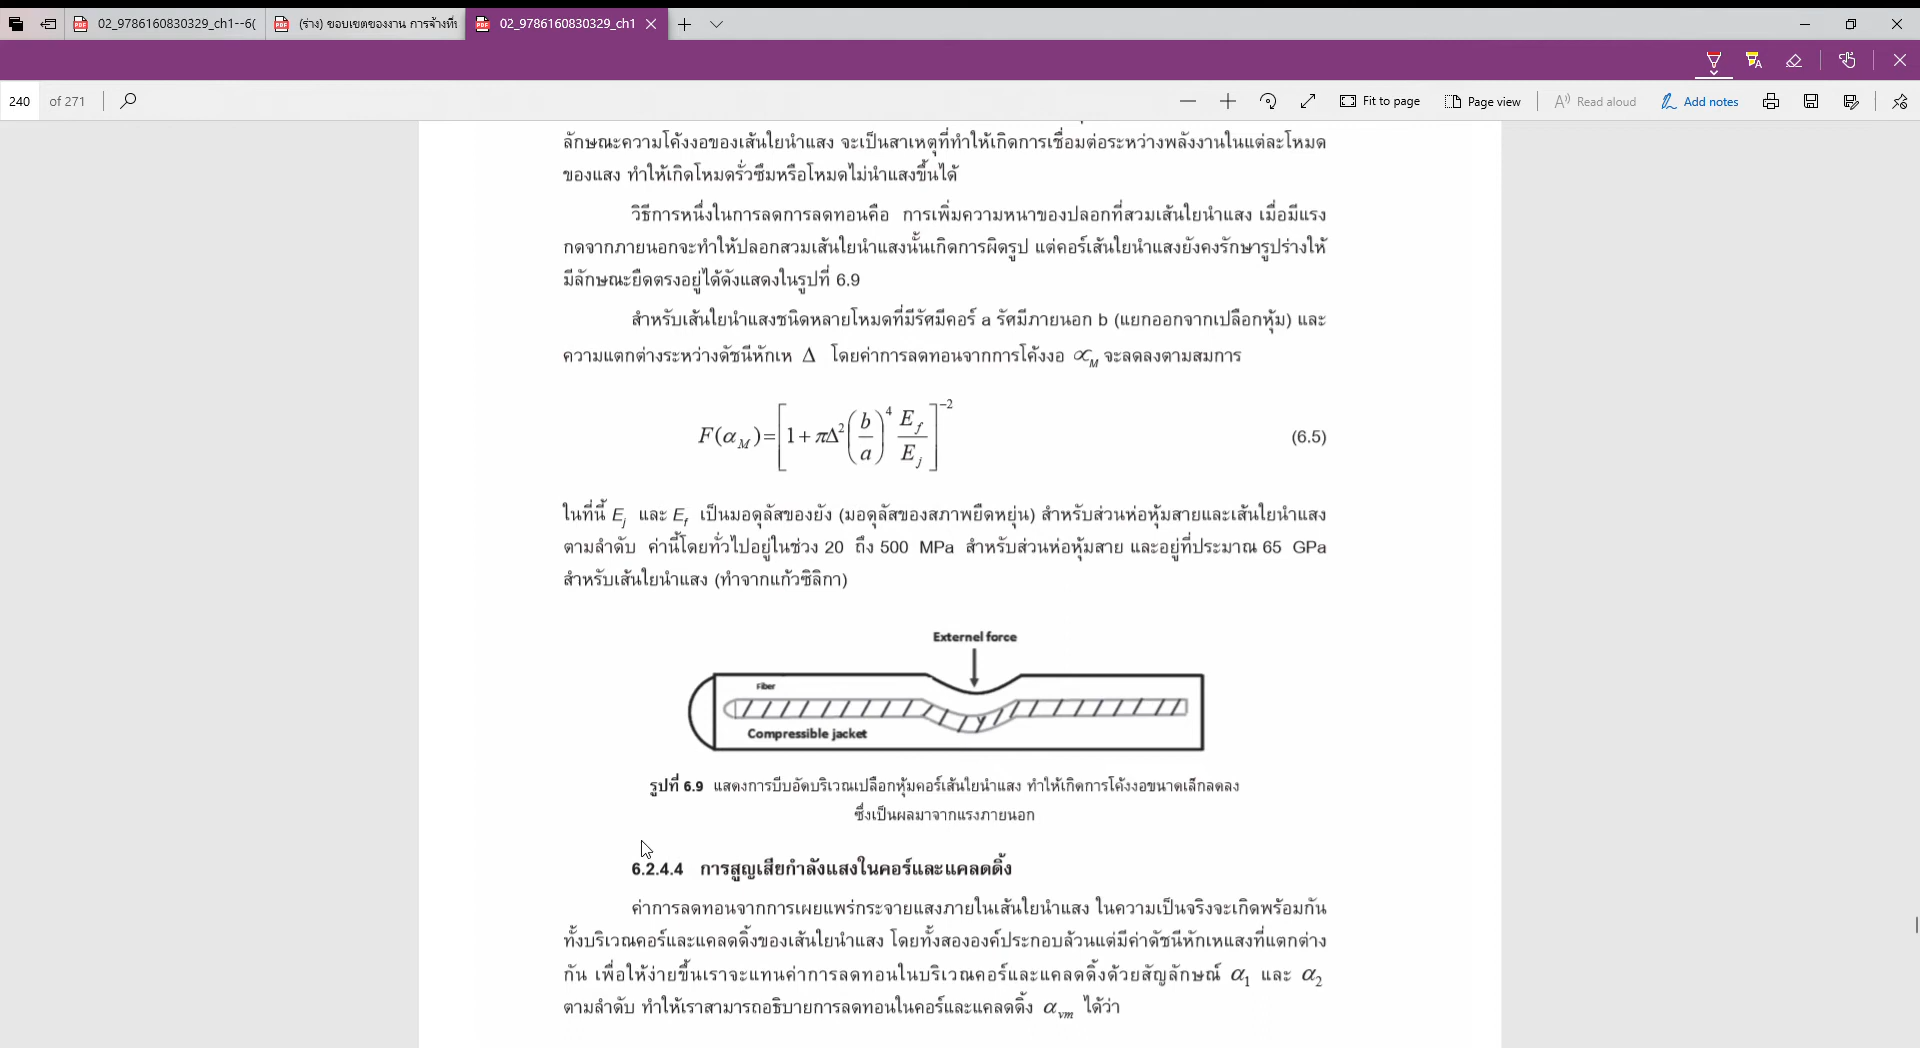 02_9786160830329_ch1--6(
(ร่าง) ขอบเขตของงาน การจ้างที่ป
02_9786160830329_ch1
240 of 271
Fit to page
Page view
Read aloud
Add notes
ลักษณะความโค้งงอของเส้นใยนำแสง จะเป็นสาเหตุที่ทำให้เกิดการเชื่อมต่อระหว่างพลังงานในแต่ละโหมด
ของแสง ทำให้เกิดโหมดรั่วซึมหรือโหมดไม่นำแสงขึ้นได้
วิธีการหนึ่งในการลดการลดทอนคือ การเพิ่มความหนาของปลอกที่สวมเส้นใยนำแสง เมื่อมีแรง
กดจากภายนอกจะทำให้ปลอกสวมเส้นใยนำแสงนั้นเกิดการผิดรูป แต่คอร์เส้นใยนำแสงยังคงรักษารูปร่างให้
มีลักษณะยืดตรงอยู่ได้ดังแสดงในรูปที่ 6.9
สำหรับเส้นใยนำแสงชนิดหลายโหมดที่มีรัศมีคอร์ a รัศมีภายนอก b (แยกออกจากเปลือกหุ้ม) และ
ความแตกต่างระหว่างดัชนีหักเห Δ โดยค่าการลดทอนจากการโค้งงอ ∝M จะลดลงตามสมการ
F(αM)=[1+πΔ²(b/a)⁴ Ef/Ej]⁻² (6.5)
ในที่นี้ Ej และ Ef เป็นมอดุลัสของยัง (มอดุลัสของสภาพยืดหยุ่น) สำหรับส่วนห่อหุ้มสายและเส้นใยนำแสง
ตามลำดับ ค่านี้โดยทั่วไปอยู่ในช่วง 20 ถึง 500 MPa สำหรับส่วนห่อหุ้มสาย และอยู่ที่ประมาณ 65 GPa
สำหรับเส้นใยนำแสง (ทำจากแก้วซิลิกา)
Externel force
Fiber
Compressible jacket
รูปที่ 6.9 แสดงการบีบอัดบริเวณเปลือกหุ้มคอร์เส้นใยนำแสง ทำให้เกิดการโค้งงอขนาดเล็กลดลง
ซึ่งเป็นผลมาจากแรงภายนอก
6.2.4.4 การสูญเสียกำลังแสงในคอร์และแคลดดิ้ง
ค่าการลดทอนจากการเผยแพร่กระจายแสงภายในเส้นใยนำแสง ในความเป็นจริงจะเกิดพร้อมกัน
ทั้งบริเวณคอร์และแคลดดิ้งของเส้นใยนำแสง โดยทั้งสององค์ประกอบล้วนแต่มีค่าดัชนีหักเหแสงที่แตกต่าง
กัน เพื่อให้ง่ายขึ้นเราจะแทนค่าการลดทอนในบริเวณคอร์และแคลดดิ้งด้วยสัญลักษณ์ α1 และ α2
ตามลำดับ ทำให้เราสามารถอธิบายการลดทอนในคอร์และแคลดดิ้ง αvm ได้ว่า